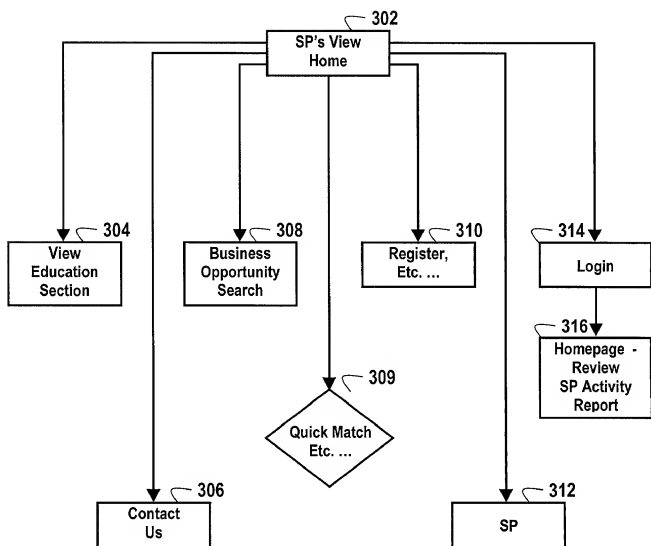 302
SP's View
Home
304
View
Education
Section
308
Business
Opportunity
Search
310
Register,
Etc. ...
314
Login
316
Homepage -
Review
SP Activity
Report
309
Quick Match
Etc. ...
306
Contact
Us
312
SP